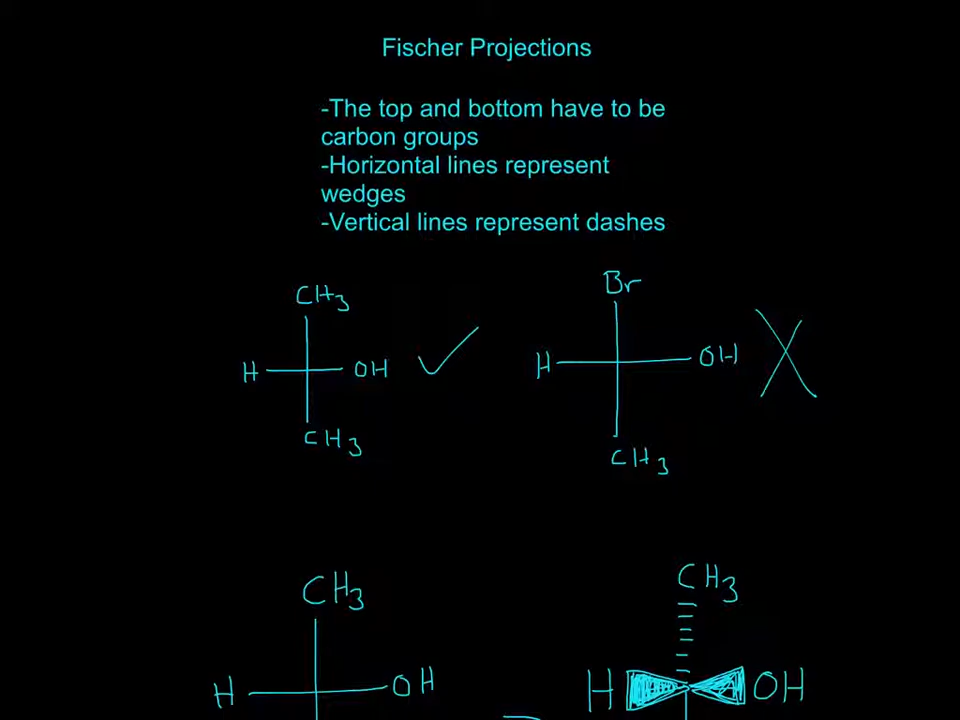 Fischer Projections
-The top and bottom have to be
carbon groups
-Horizontal lines represent
wedges
-Vertical lines represent dashes
CH3
H OH
CH3
Br
H OH
CH3
CH3
H OH
CH3
H OH